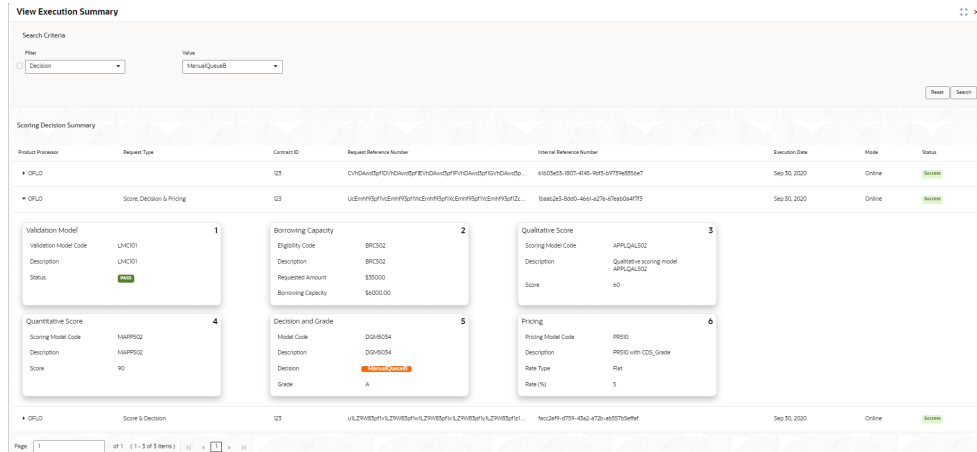 View Execution Summary
Search Criteria
Filter Value
Decision ManualQueueB
Reset Search
Scoring Decision Summary
Product Processor Request Type Contract ID Request Reference Number Internal Reference Number Execution Date Mode Status
OFLO 123 Sep 30, 2020 Online Success
OFLO Score, Decision & Pricing 123 Sep 30, 2020 Online Success
Validation Model 1 Borrowing Capacity 2 Qualitative Score 3
Validation Model Code LMC101 Eligibility Code BRC502 Scoring Model Code APPLQAL502
Description LMC101 Description BRC502 Description Qualitative scoring model
APPLQAL502
Status PASS Requested Amount $35000
Score 60
Borrowing Capacity $6000.00
Quantitative Score 4 Decision and Grade 5 Pricing 6
Scoring Model Code MAPP502 Model Code DGM5034 Pricing Model Code PR510
Description MAPP502 Description DGM5034 Description PR510 with CDS_Grade
Score 90 Decision ManualQueueB Rate Type Flat
Grade A Rate (%) 5
OFLO Score & Decision 123 Sep 30, 2020 Online Success
Page 1 of 1 (1 - 3 of 3 items) 1